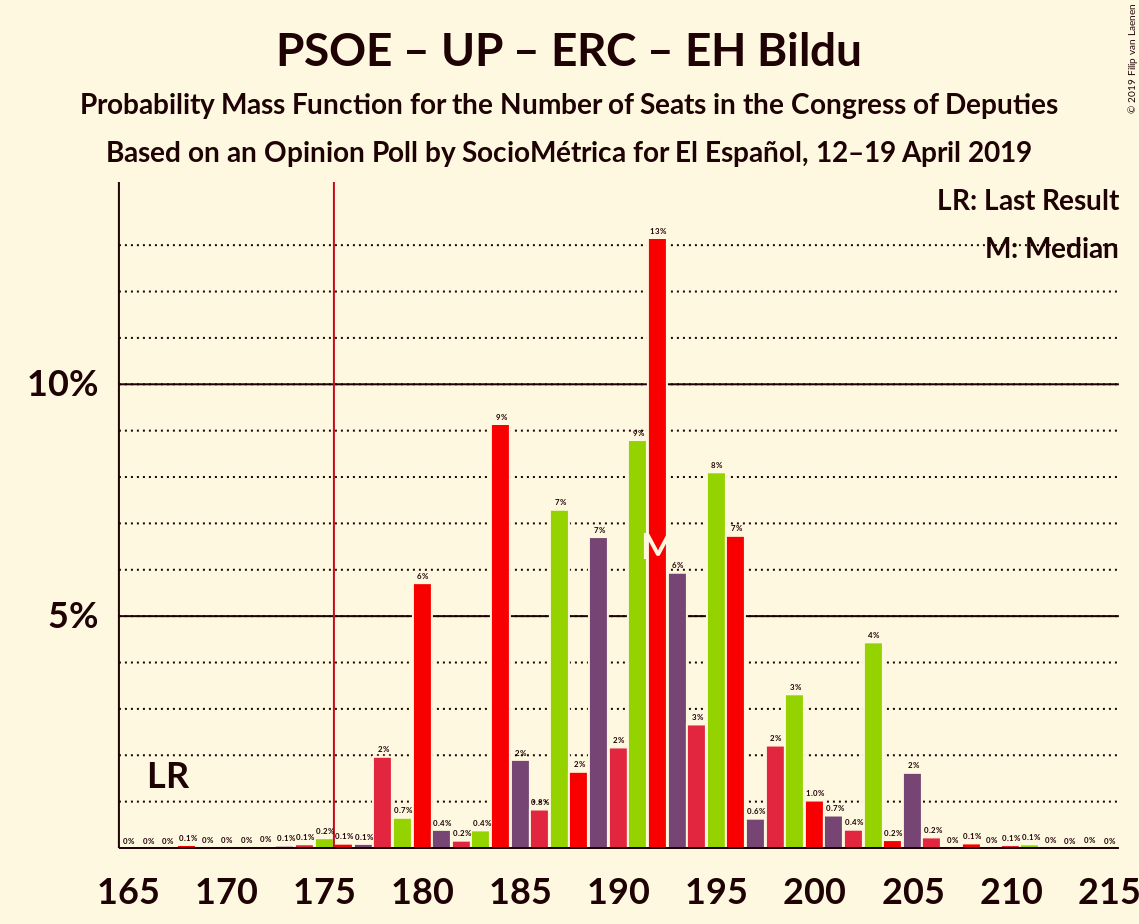 PSOE – UP – ERC – EH Bildu
Probability Mass Function for the Number of Seats in the Congress of Deputies
Based on an Opinion Poll by SocioMétrica for El Español, 12–19 April 2019
© 2019 Filip van Laenen
LR: Last Result
M: Median
10%
5%
LR
M
0% 0% 0% 0.1% 0% 0% 0% 0% 0.1% 0.1% 0.2% 0.1% 0.1% 2% 0.7% 6% 0.4% 0.2% 0.4% 9% 2% 0.8% 7% 2% 7% 2% 9% 13% 6% 3% 8% 7% 0.6% 2% 3% 1.0% 0.7% 0.4% 4% 0.2% 2% 0.2% 0% 0.1% 0% 0.1% 0.1% 0% 0% 0% 0%
165 170 175 180 185 190 195 200 205 210 215